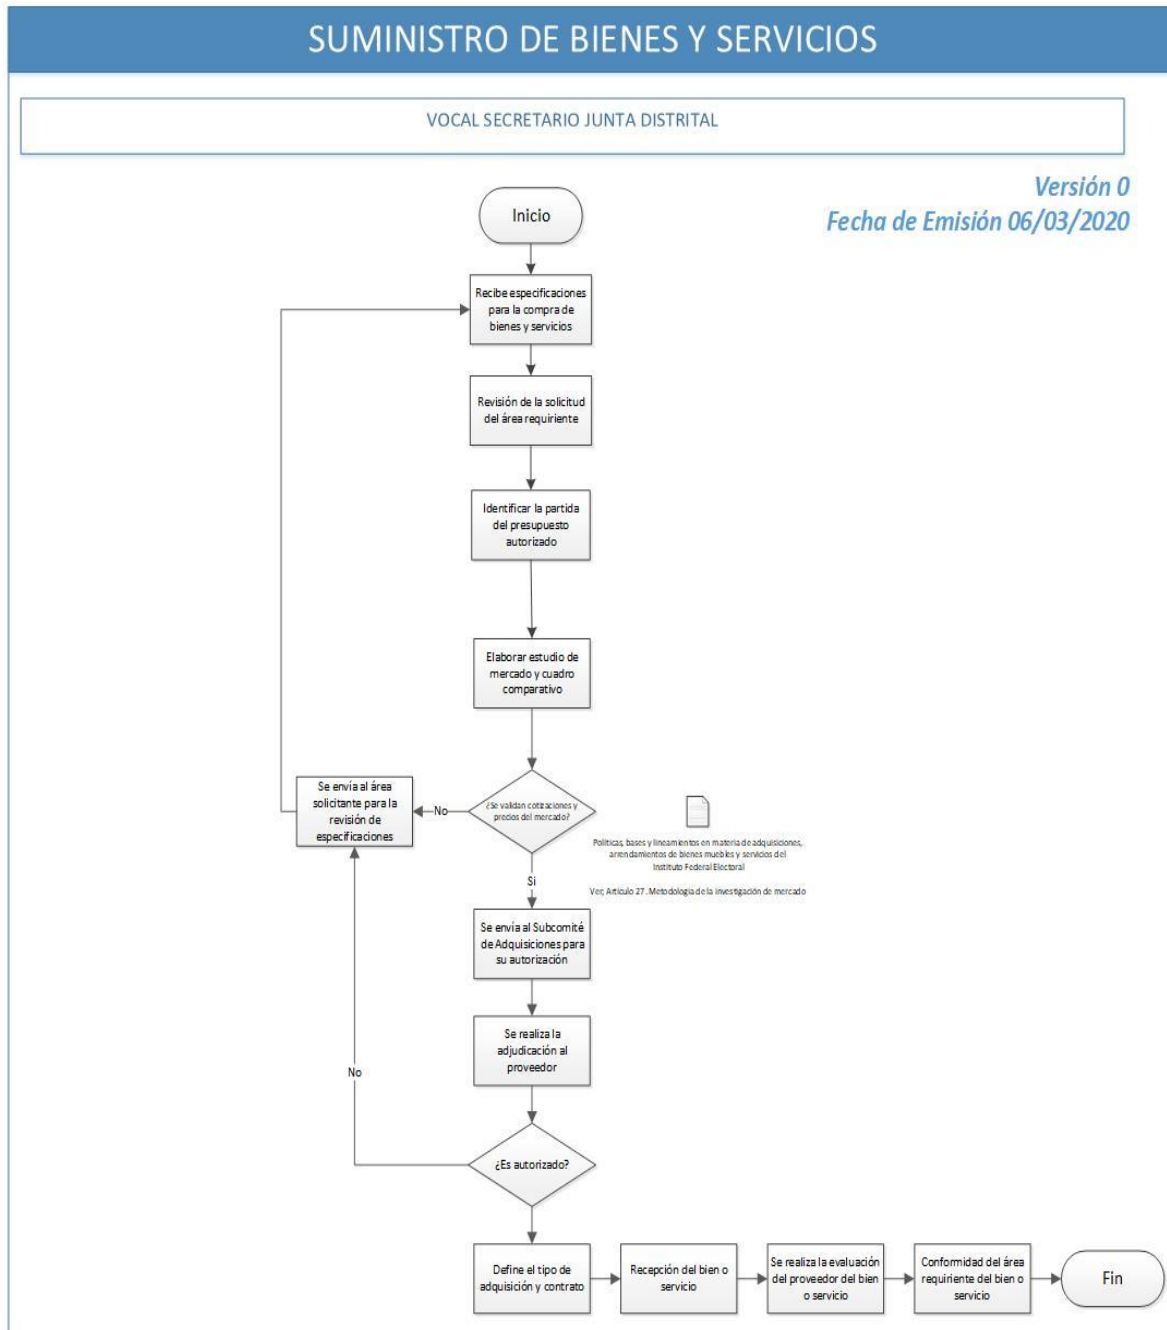 SUMINISTRO DE BIENES Y SERVICIOS
VOCAL SECRETARIO JUNTA DISTRITAL
Versión 0
Fecha de Emisión 06/03/2020
Inicio
Recibe especificaciones
para la compra de
bienes y servicios
Revisión de la solicitud
del área requiriente
Identificar la partida
del presupuesto
autorizado
Elaborar estudio de
mercado y cuadro
comparativo
Se envía al área
solicitante para la
revisión de
especificaciones
No
¿Se validan cotizaciones y
precios del mercado?
Políticas, bases y lineamientos en materia de adquisiciones,
arrendamientos de bienes muebles y servicios del
Instituto Federal Electoral
Ver; Artículo 27. Metodología de la investigación de mercado
Si
Se envía al Subcomité
de Adquisiciones para
su autorización
Se realiza la
adjudicación al
proveedor
No
¿Es autorizado?
Define el tipo de
adquisición y contrato
Recepción del bien o
servicio
Se realiza la evaluación
del proveedor del bien
o servicio
Conformidad del área
requiriente del bien o
servicio
Fin